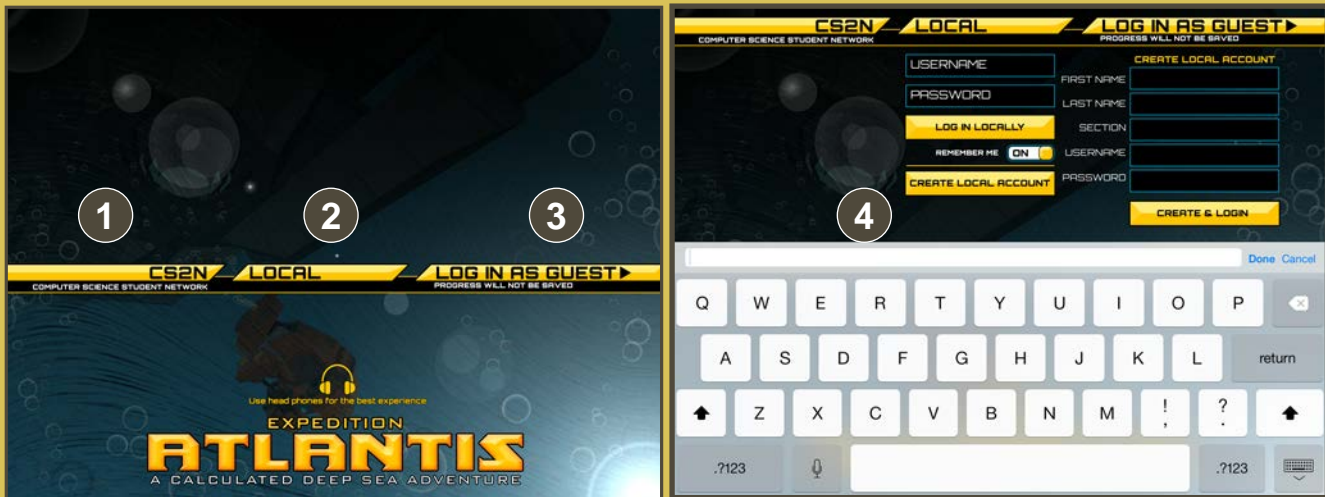 1
2
3
CS2N
LOCAL
LOG IN AS GUEST
COMPUTER SCIENCE STUDENT NETWORK
PROGRESS WILL NOT BE SAVED
Use head phones for the best experience
EXPEDITION
ATLANTIS
A CALCULATED DEEP SEA ADVENTURE
CS2N
LOCAL
LOG IN AS GUEST
COMPUTER SCIENCE STUDENT NETWORK
PROGRESS WILL NOT BE SAVED
USERNAME
PASSWORD
LOG IN LOCALLY
REMEMBER ME ON
CREATE LOCAL ACCOUNT
CREATE LOCAL ACCOUNT
FIRST NAME
LAST NAME
SECTION
USERNAME
PASSWORD
CREATE & LOGIN
4
Done Cancel
Q W E R T Y U I O P
A S D F G H J K L return
Z X C V B N M ! , ? .
.?123 .?123